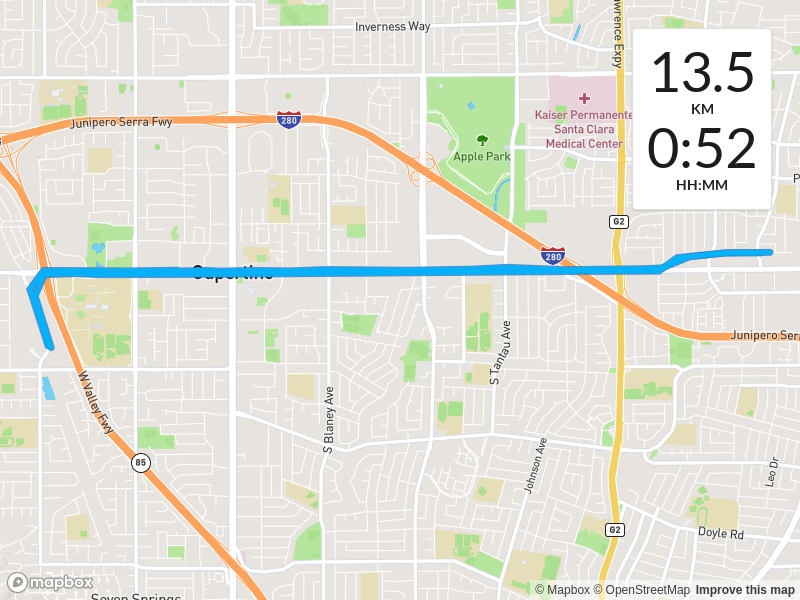 Inverness Way
Lawrence Expy
13.5
KM
0:52
HH:MM
Junipero Serra Fwy
280
Kaiser Permanente
Santa Clara
Medical Center
Apple Park
G2
280
Cupertino
Junipero Serr
S Tantau Ave
W Valley Fwy
S Blaney Ave
85
Johnson Ave
Leo Dr
G2
Doyle Rd
mapbox
© Mapbox © OpenStreetMap Improve this map
Seven Springs